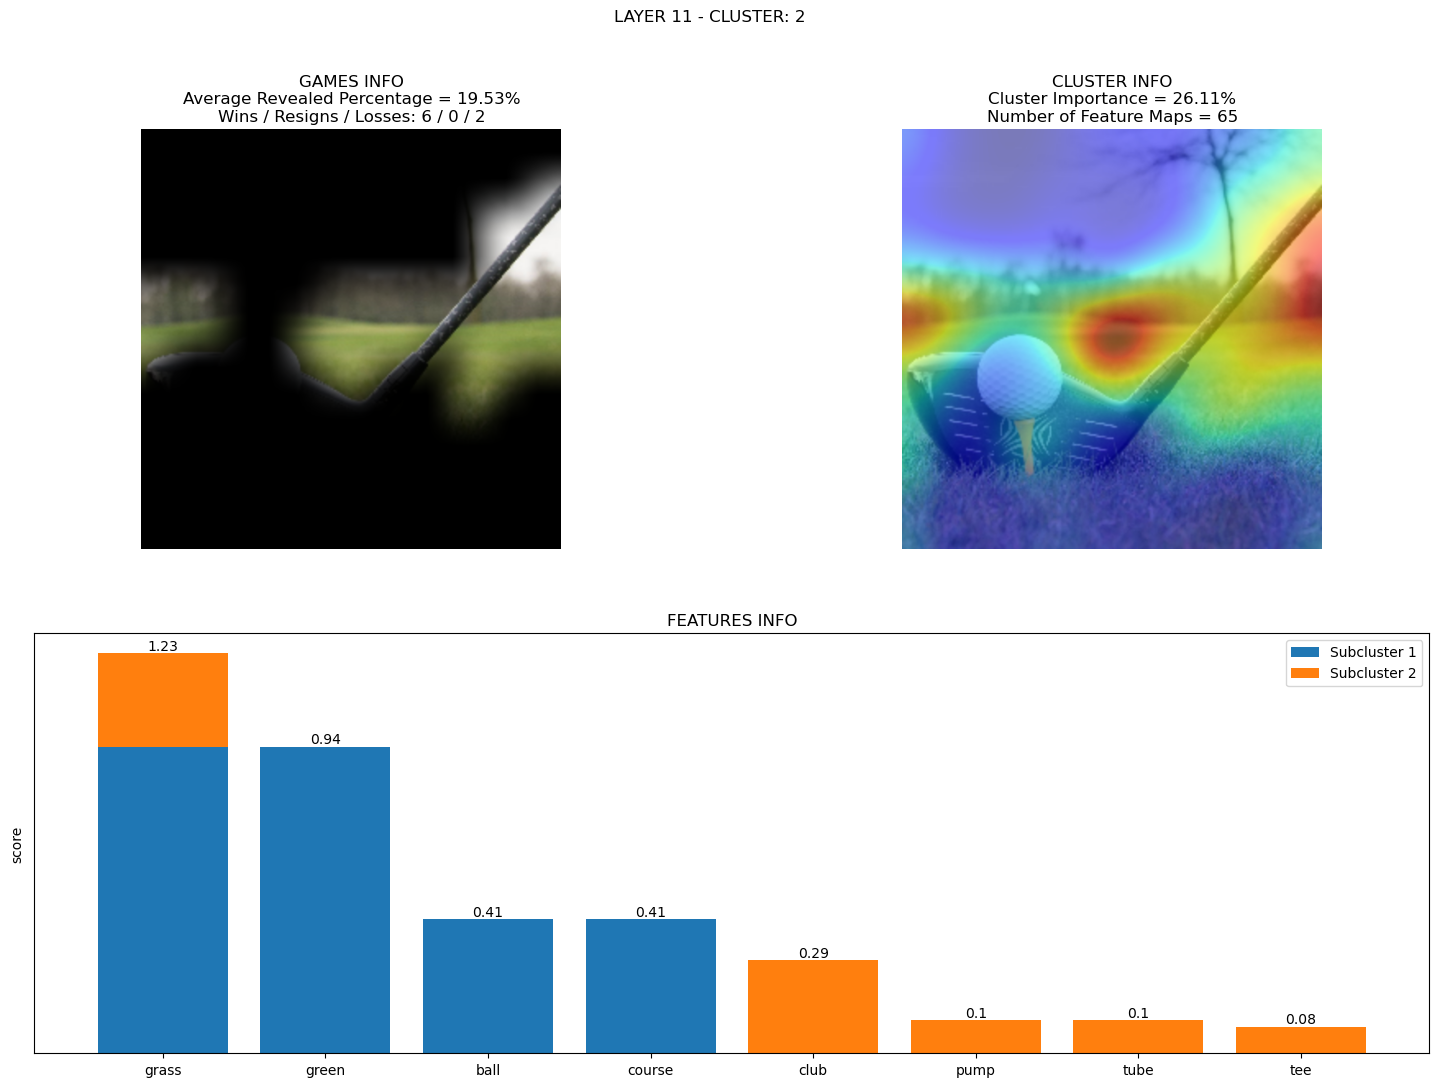 LAYER 11 - CLUSTER: 2
GAMES INFO
Average Revealed Percentage = 19.53%
Wins / Resigns / Losses: 6 / 0 / 2
CLUSTER INFO
Cluster Importance = 26.11%
Number of Feature Maps = 65
FEATURES INFO
score
1.23
0.94
0.41
0.41
0.29
0.1
0.1
0.08
Subcluster 1
Subcluster 2
grass
green
ball
course
club
pump
tube
tee